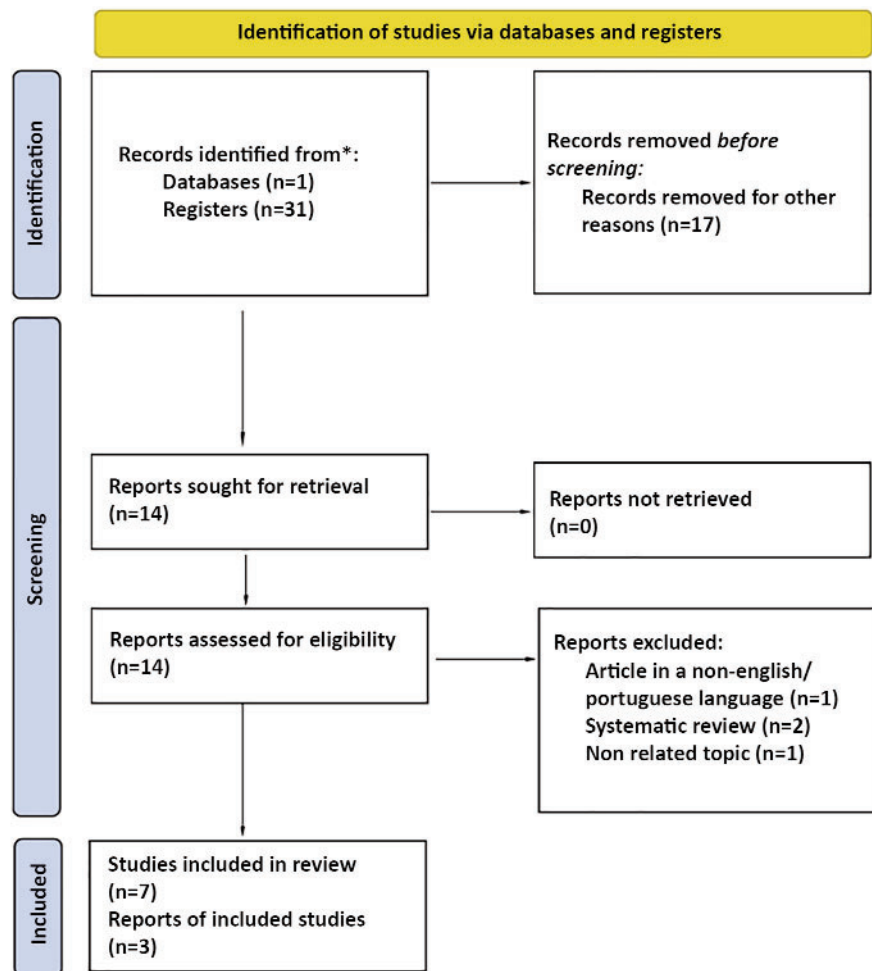 Identification of studies via databases and registers
Identification
Records identified from*:
Databases (n=1)
Registers (n=31)
Records removed before
screening:
Records removed for other
reasons (n=17)
Screening
Reports sought for retrieval
(n=14)
Reports not retrieved
(n=0)
Reports assessed for eligibility
(n=14)
Reports excluded:
Article in a non-english/
portuguese language (n=1)
Systematic review (n=2)
Non related topic (n=1)
Included
Studies included in review
(n=7)
Reports of included studies
(n=3)